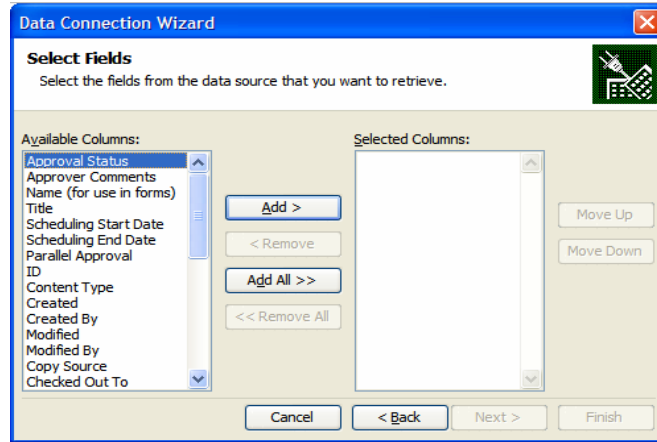 Data Connection Wizard
Select Fields
Select the fields from the data source that you want to retrieve.
Available Columns:
Selected Columns:
Approval Status
Approver Comments
Name (for use in forms)
Title
Scheduling Start Date
Scheduling End Date
Parallel Approval
ID
Content Type
Created
Created By
Modified
Modified By
Copy Source
Checked Out To
Add >
< Remove
Add All >>
<< Remove All
Move Up
Move Down
Cancel
< Back
Next >
Finish